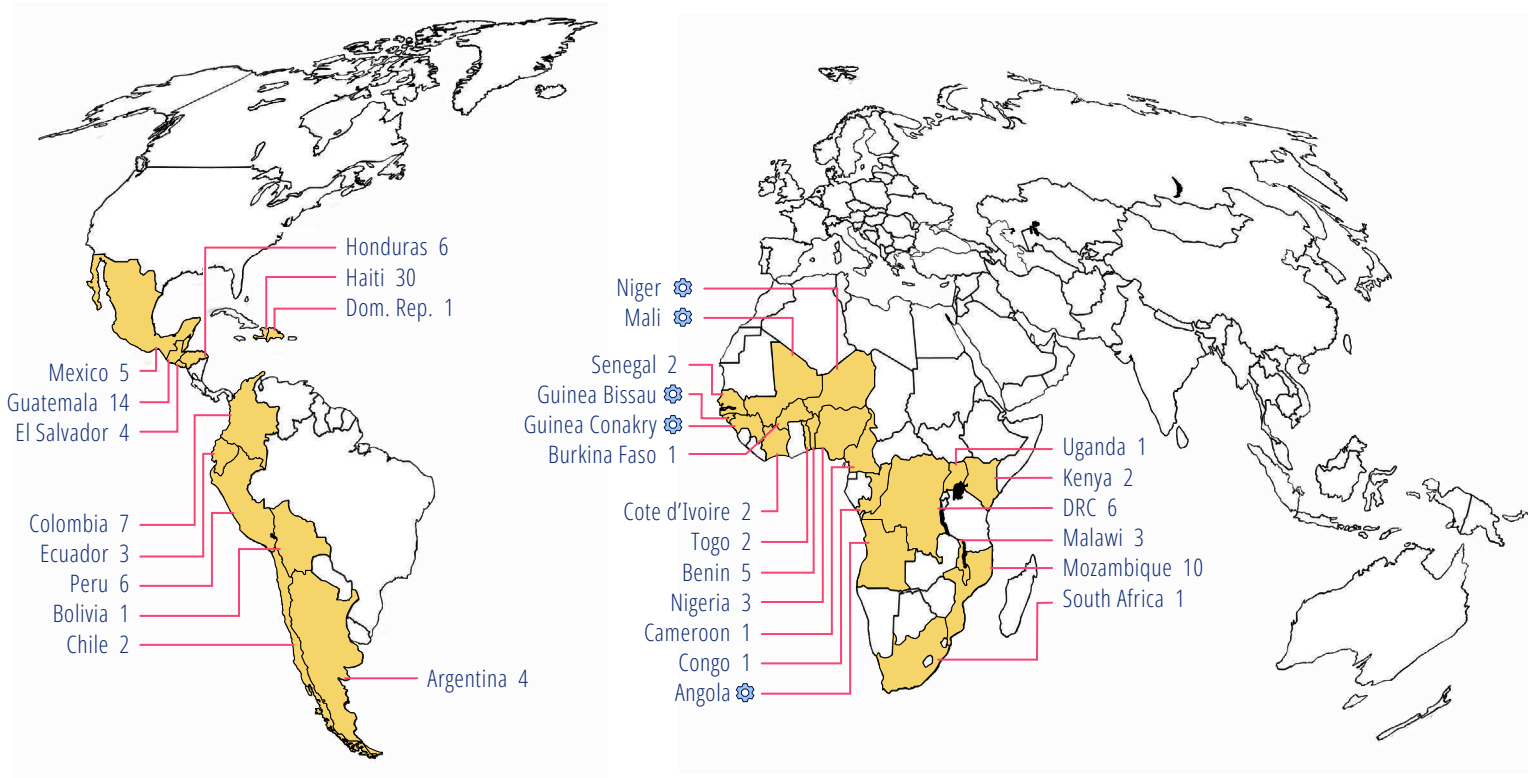 Honduras 6
Haiti 30
Dom. Rep. 1
Mexico 5
Guatemala 14
El Salvador 4
Colombia 7
Ecuador 3
Peru 6
Bolivia 1
Chile 2
Argentina 4
Niger
Mali
Senegal 2
Guinea Bissau
Guinea Conakry
Burkina Faso 1
Cote d'Ivoire 2
Togo 2
Benin 5
Nigeria 3
Cameroon 1
Congo 1
Angola
Uganda 1
Kenya 2
DRC 6
Malawi 3
Mozambique 10
South Africa 1